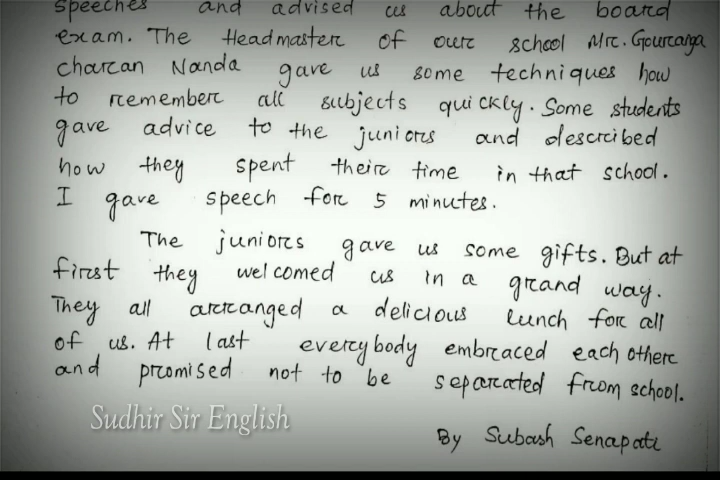 speeches and advised us about the board
exam. The Headmaster of our school Mr. Gouranga
charan Nanda gave us some techniques how
to remember all subjects quickly. Some students
gave advice to the juniors and described
how they spent their time in that school.
I gave speech for 5 minutes.
The juniors gave us some gifts. But at
first they welcomed us in a grand way.
They all arranged a delicious lunch for all
of us. At last everybody embraced each other
and promised not to be separated from school.
Sudhir Sir English
By Subash Senapati